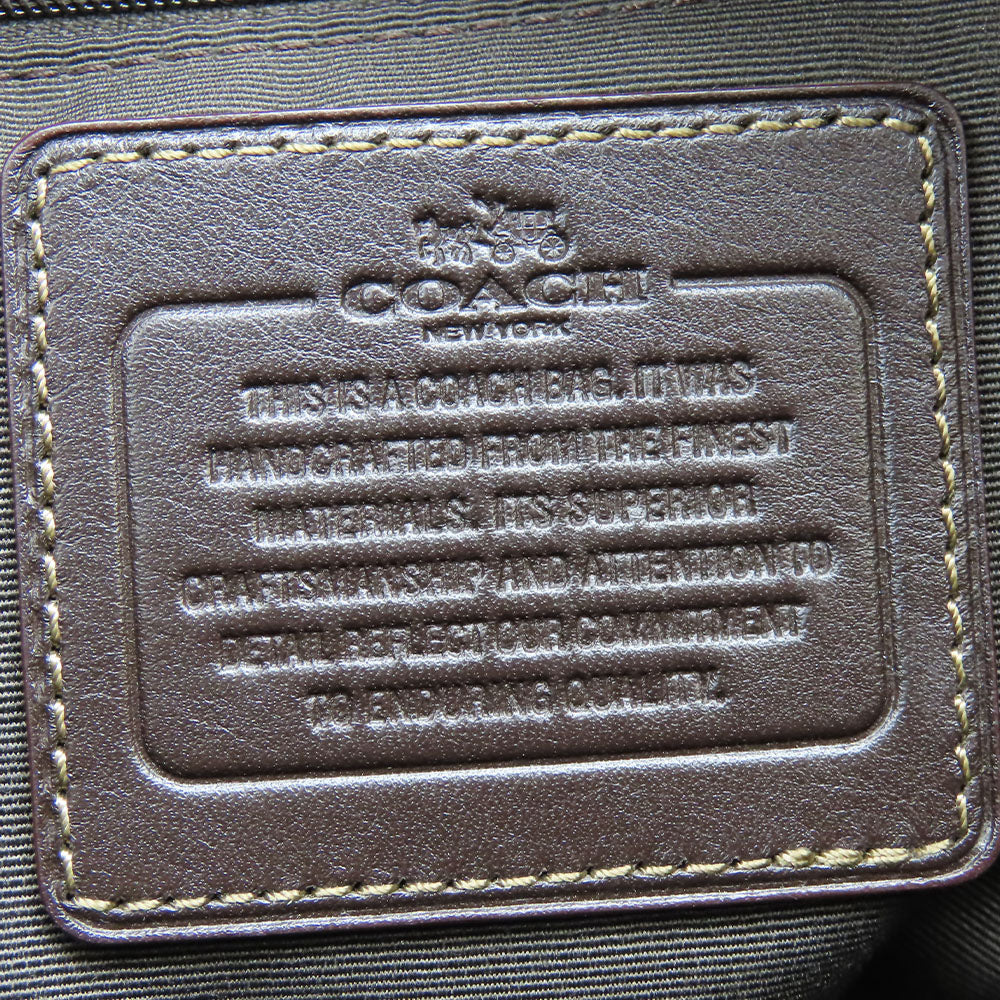 COACH
NEW YORK
THIS IS A COACH BAG. IT WAS
HANDCRAFTED FROM THE FINEST
MATERIALS. ITS SUPERIOR
CRAFTSMANSHIP AND ATTENTION TO
DETAIL REFLECT OUR COMMITMENT
TO ENDURING QUALITY.